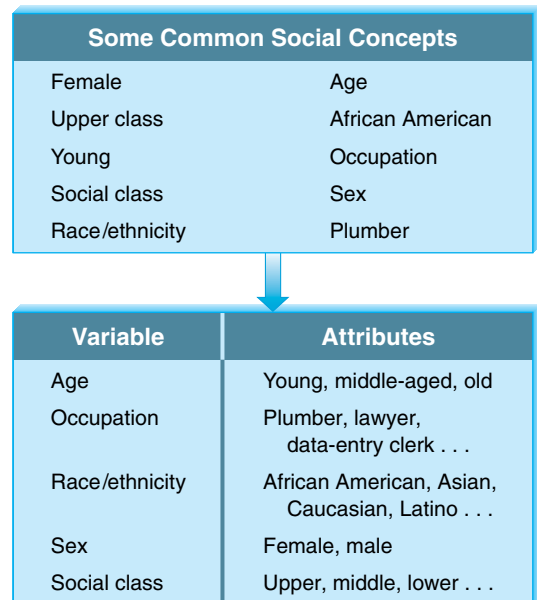 Some Common Social Concepts
Female Age
Upper class African American
Young Occupation
Social class Sex
Race/ethnicity Plumber
Variable Attributes
Age Young, middle-aged, old
Occupation Plumber, lawyer,
data-entry clerk . . .
Race/ethnicity African American, Asian,
Caucasian, Latino . . .
Sex Female, male
Social class Upper, middle, lower . . .